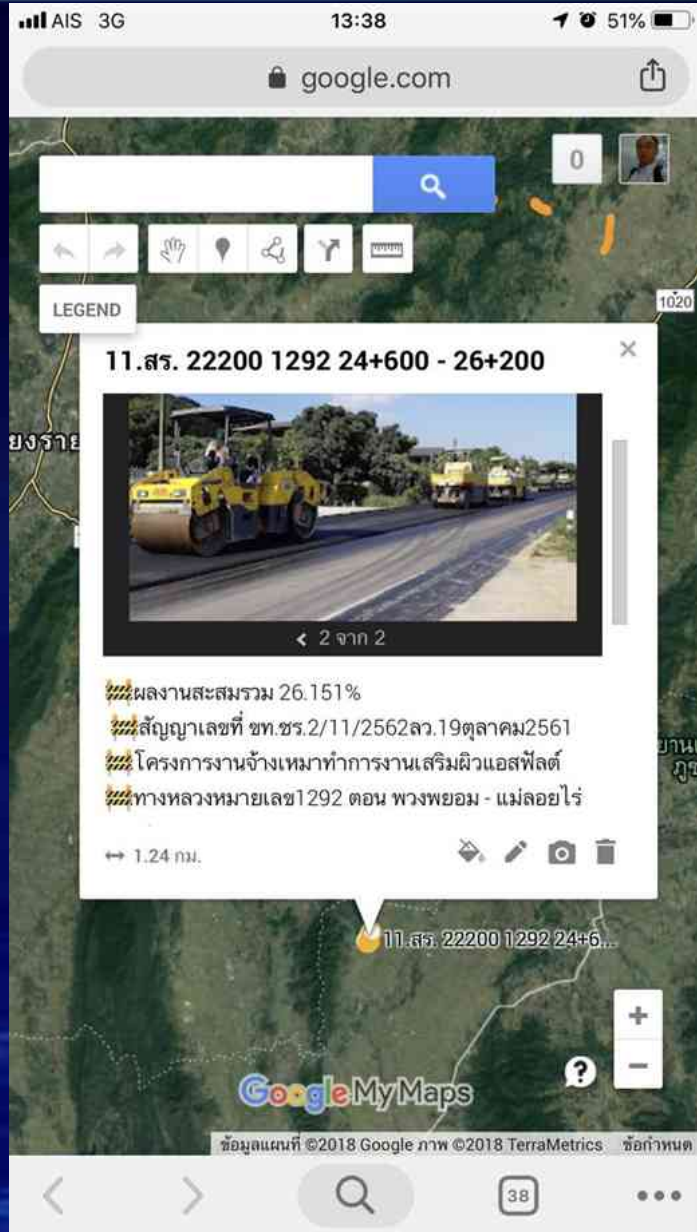 AIS 3G 13:38 51%
google.com
0
LEGEND
1020
11.สร. 22200 1292 24+600 - 26+200
ยงราย
2 จาก 2
ผลงานสะสมรวม 26.151%
สัญญาเลขที่ ขท.ชร.2/11/2562ลว.19ตุลาคม2561
โครงการงานจ้างเหมาทำการงานเสริมผิวแอสฟัลต์
ทางหลวงหมายเลข1292 ตอน พวงพยอม - แม่ลอยไร่
1.24 กม.
11.สร. 22200 1292 24+6...
Google My Maps
ข้อมูลแผนที่ ©2018 Google ภาพ ©2018 TerraMetrics ข้อกำหนด
38